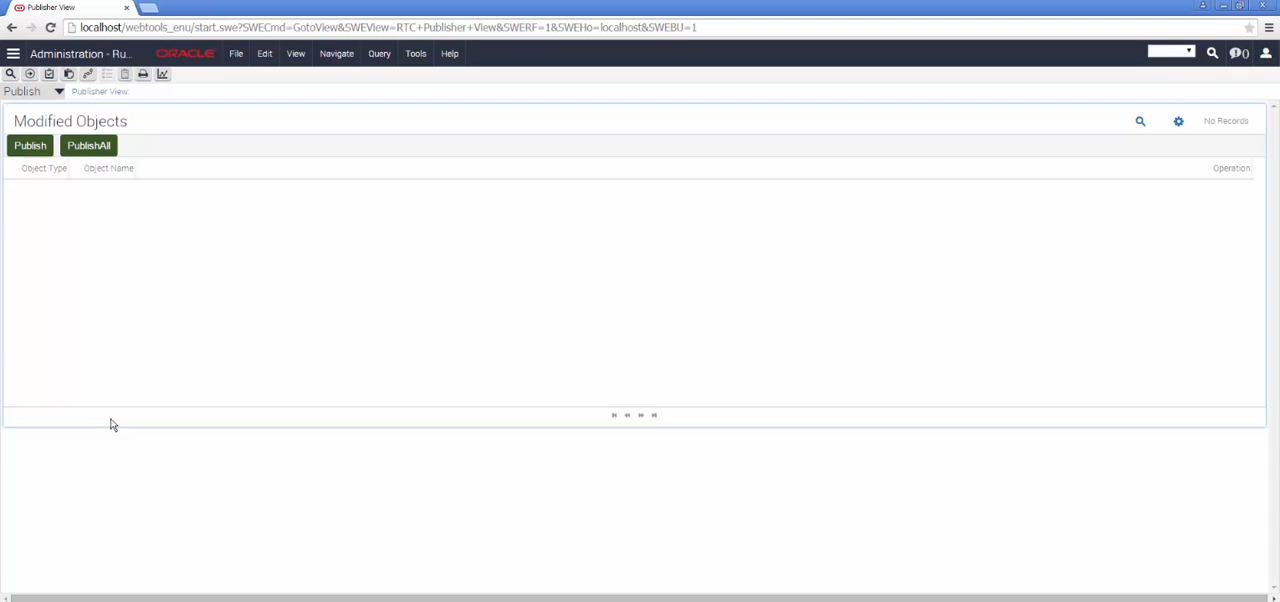 Publisher View
localhost/webtools_enu/start.swe?SWECmd=GotoView&SWEView=RTC+Publisher+View&SWERF=1&SWEHo=localhost&SWEBU=1
Administration - Ru... ORACLE File Edit View Navigate Query Tools Help 0
Publish Publisher View:
Modified Objects No Records
Publish PublishAll
Object Type Object Name Operation